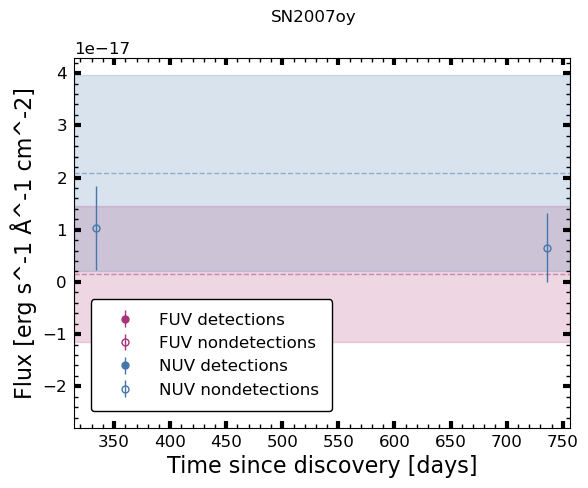 SN2007oy
1e−17
4
3
2
1
0
−1
−2
Flux [erg s^-1 Å^-1 cm^-2]
FUV detections
FUV nondetections
NUV detections
NUV nondetections
350 400 450 500 550 600 650 700 750
Time since discovery [days]